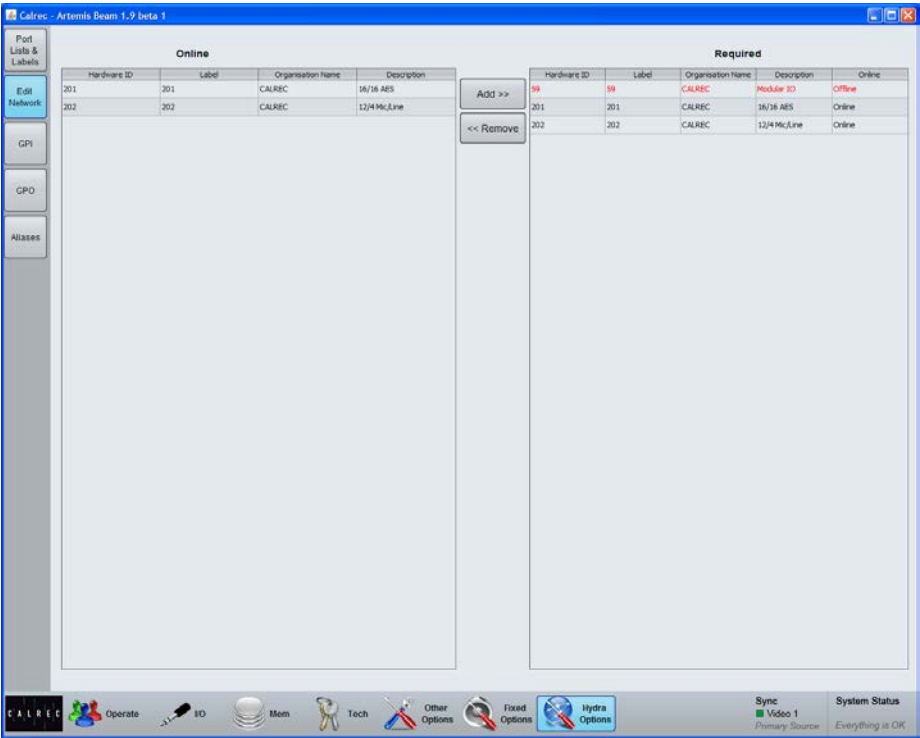 Calrec - Artemis Beam 1.9 beta 1
Port
Lists &
Labels
Edit
Network
GPI
GPO
Aliases
Online
Hardware ID Label Organisation Name Description
201 201 CALREC 16/16 AES
202 202 CALREC 12/4 Mic/Line
Add >>
<< Remove
Required
Hardware ID Label Organisation Name Description Online
59 59 CALREC Modular IO Offline
201 201 CALREC 16/16 AES Online
202 202 CALREC 12/4 Mic/Line Online
CALREC
Operate
I/O
Mem
Tech
Other
Options
Fixed
Options
Hydra
Options
Sync
Video 1
Primary Source
System Status
Everything is OK